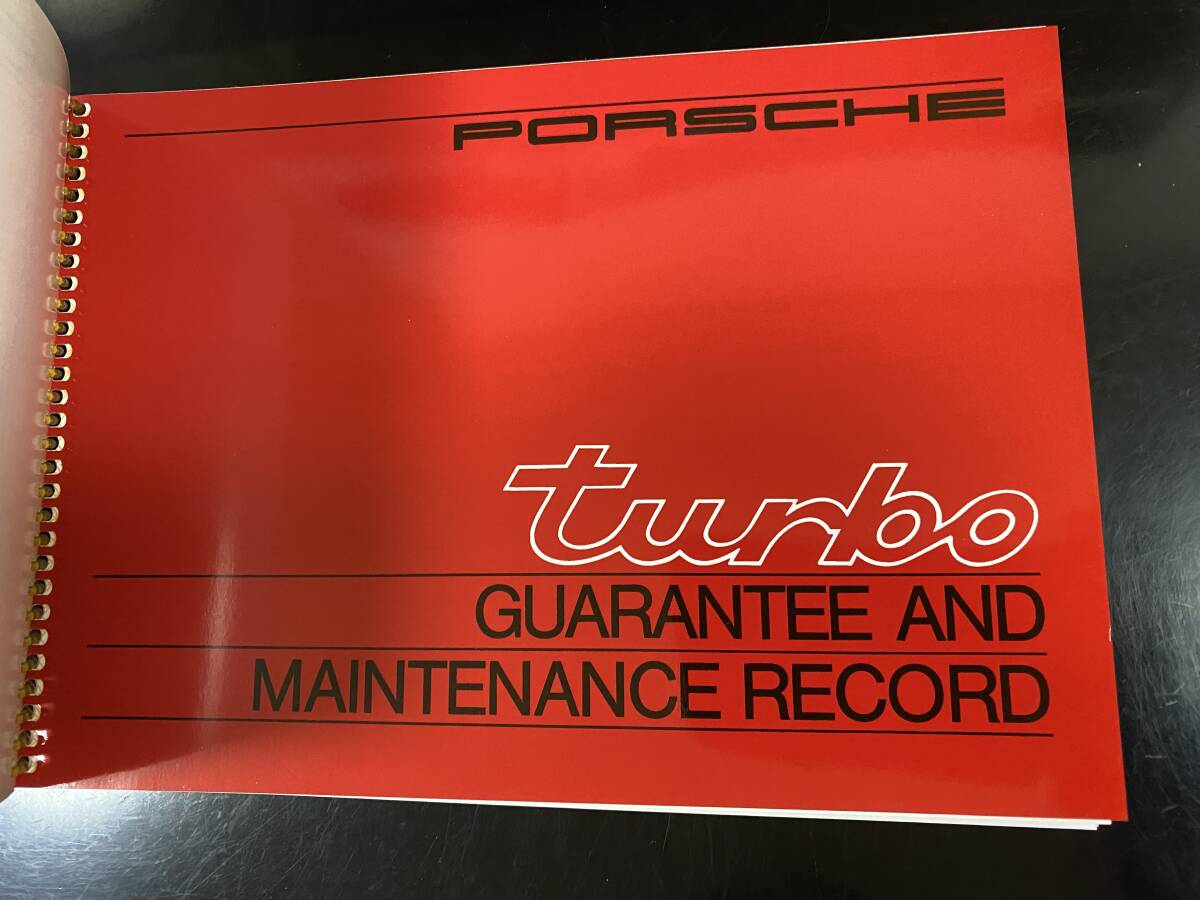 PORSCHE
turbo
GUARANTEE AND
MAINTENANCE RECORD